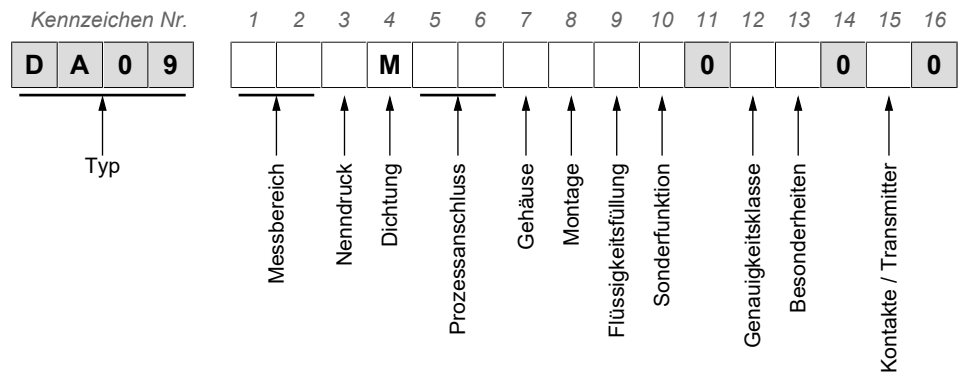 Kennzeichen Nr. 1 2 3 4 5 6 7 8 9 10 11 12 13 14 15 16
D A 0 9 M 0 0 0
Typ
Messbereich
Nenndruck
Dichtung
Prozessanschluss
Gehäuse
Montage
Flüssigkeitsfüllung
Sonderfunktion
Genauigkeitsklasse
Besonderheiten
Kontakte / Transmitter